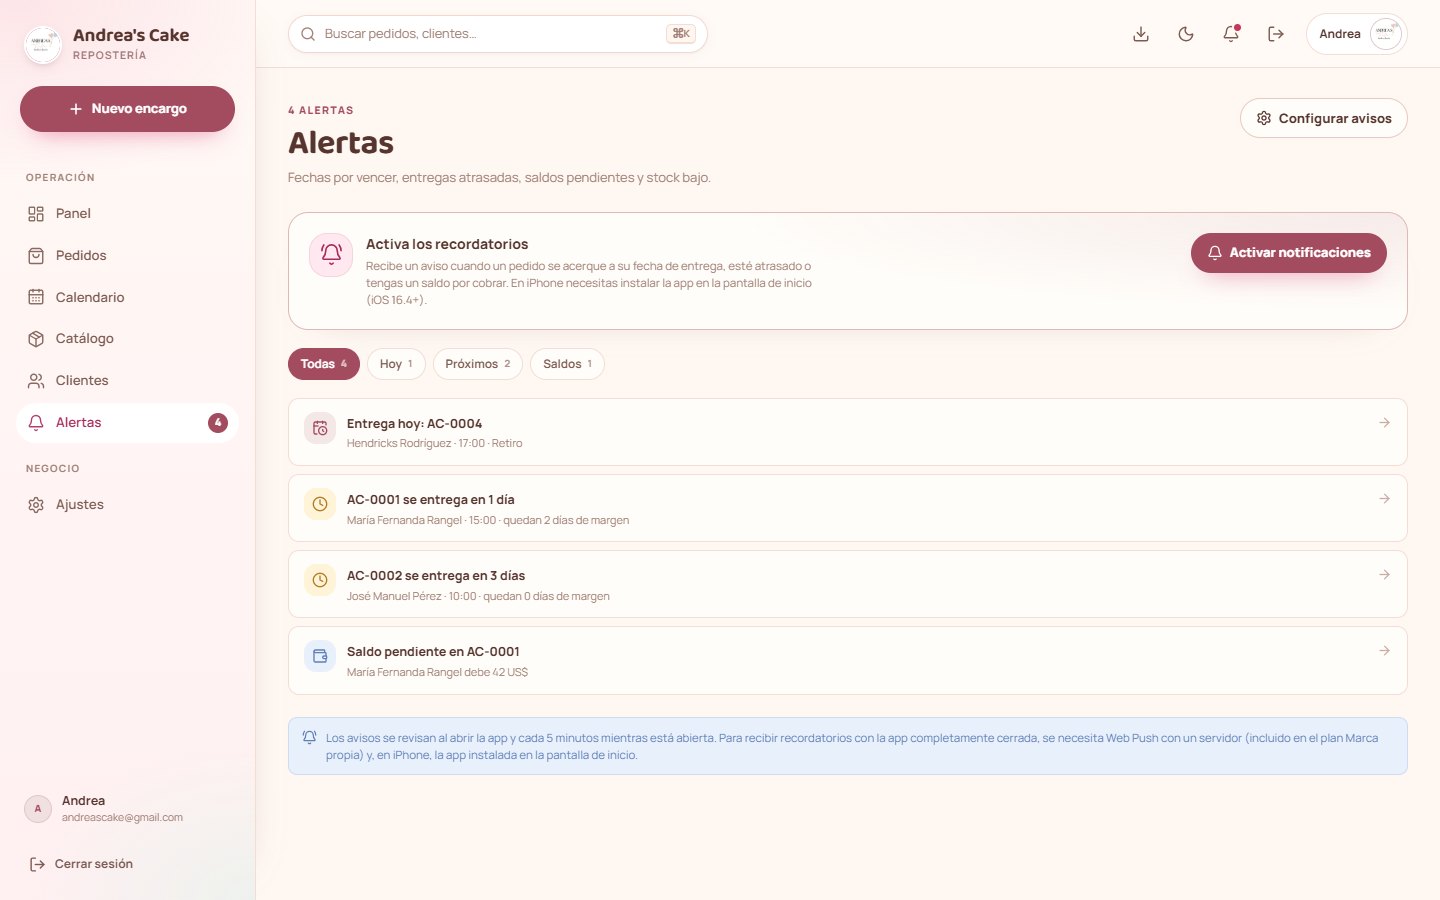 Andrea's Cake
REPOSTERÍA
Buscar pedidos, clientes...
⌘K
Andrea
Nuevo encargo
OPERACIÓN
Panel
Pedidos
Calendario
Catálogo
Clientes
Alertas
4
NEGOCIO
Ajustes
Andrea
andreascake@gmail.com
Cerrar sesión
4 ALERTAS
Alertas
Fechas por vencer, entregas atrasadas, saldos pendientes y stock bajo.
Configurar avisos
Activa los recordatorios
Recibe un aviso cuando un pedido se acerque a su fecha de entrega, esté atrasado o
tengas un saldo por cobrar. En iPhone necesitas instalar la app en la pantalla de inicio
(iOS 16.4+).
Activar notificaciones
Todas 4
Hoy 1
Próximos 2
Saldos 1
Entrega hoy: AC-0004
Hendricks Rodríguez · 17:00 · Retiro
AC-0001 se entrega en 1 día
María Fernanda Rangel · 15:00 · quedan 2 días de margen
AC-0002 se entrega en 3 días
José Manuel Pérez · 10:00 · quedan 0 días de margen
Saldo pendiente en AC-0001
María Fernanda Rangel debe 42 US$
Los avisos se revisan al abrir la app y cada 5 minutos mientras está abierta. Para recibir recordatorios con la app completamente cerrada, se necesita Web Push con un servidor (incluido en el plan Marca
propia) y, en iPhone, la app instalada en la pantalla de inicio.
A